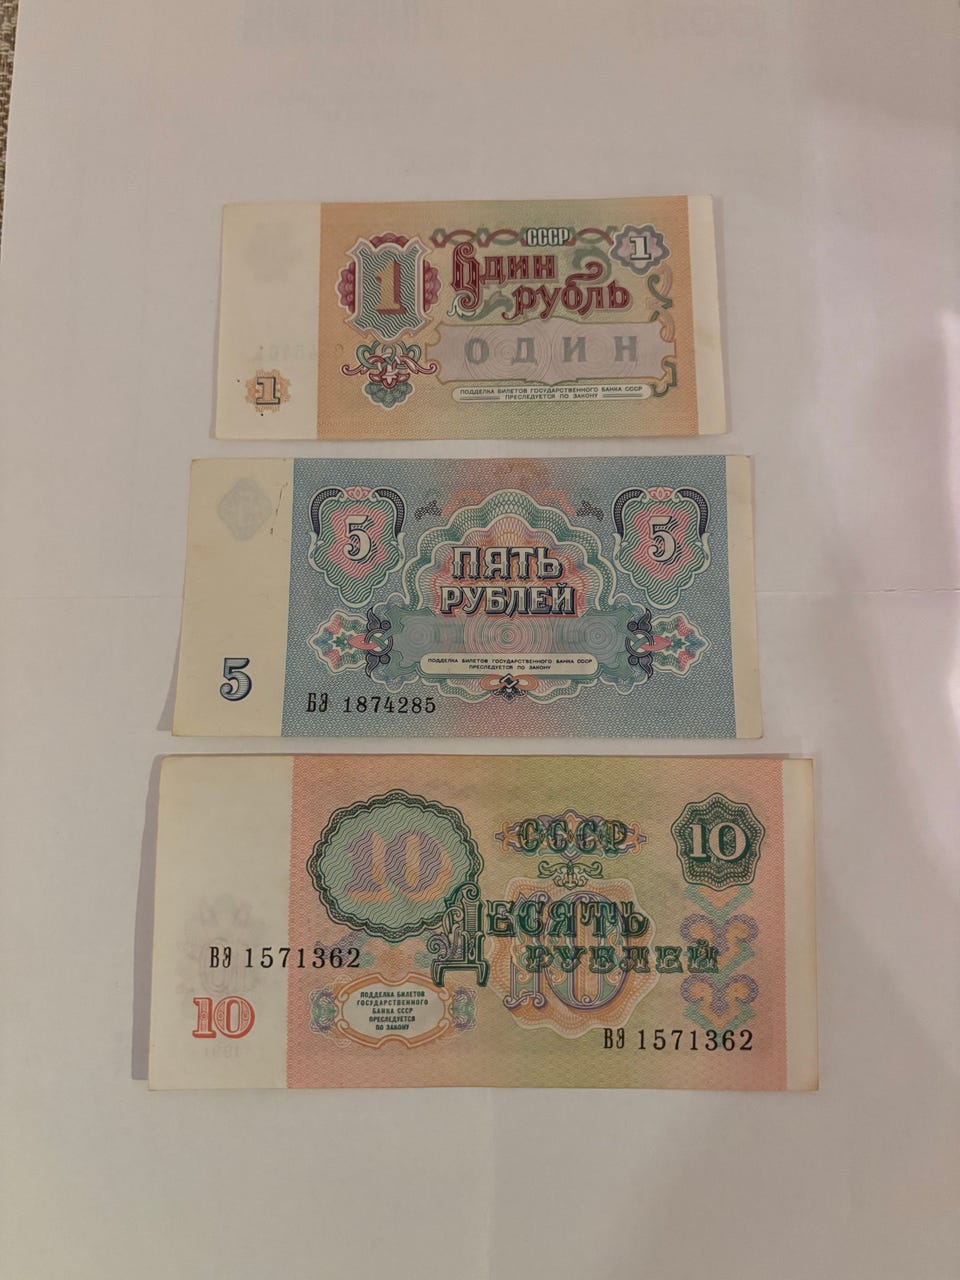 СССР
1
1
Один
рубль
ОДИН
ПОДДЕЛКА БИЛЕТОВ ГОСУДАРСТВЕННОГО БАНКА СССР
ПРЕСЛЕДУЕТСЯ ПО ЗАКОНУ
1
5
5
ПЯТЬ
РУБЛЕЙ
ПОДДЕЛКА БИЛЕТОВ ГОСУДАРСТВЕННОГО БАНКА СССР
ПРЕСЛЕДУЕТСЯ ПО ЗАКОНУ
5
БЭ 1874285
10
СССР
10
ДЕСЯТЬ
РУБЛЕЙ
10
ВЭ 1571362
10
ПОДДЕЛКА БИЛЕТОВ
ГОСУДАРСТВЕННОГО
БАНКА СССР
ПРЕСЛЕДУЕТСЯ
ПО ЗАКОНУ
ВЭ 1571362